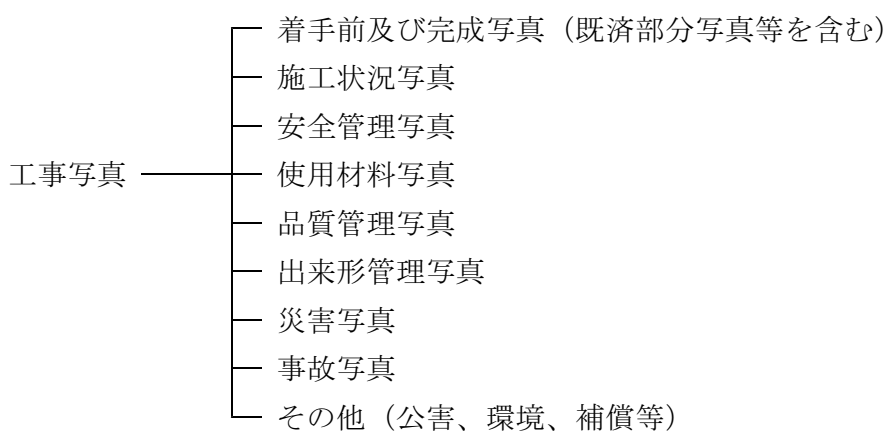 着手前及び完成写真（既済部分写真等を含む）
施工状況写真
安全管理写真
工事写真
使用材料写真
品質管理写真
出来形管理写真
災害写真
事故写真
その他（公害、環境、補償等）